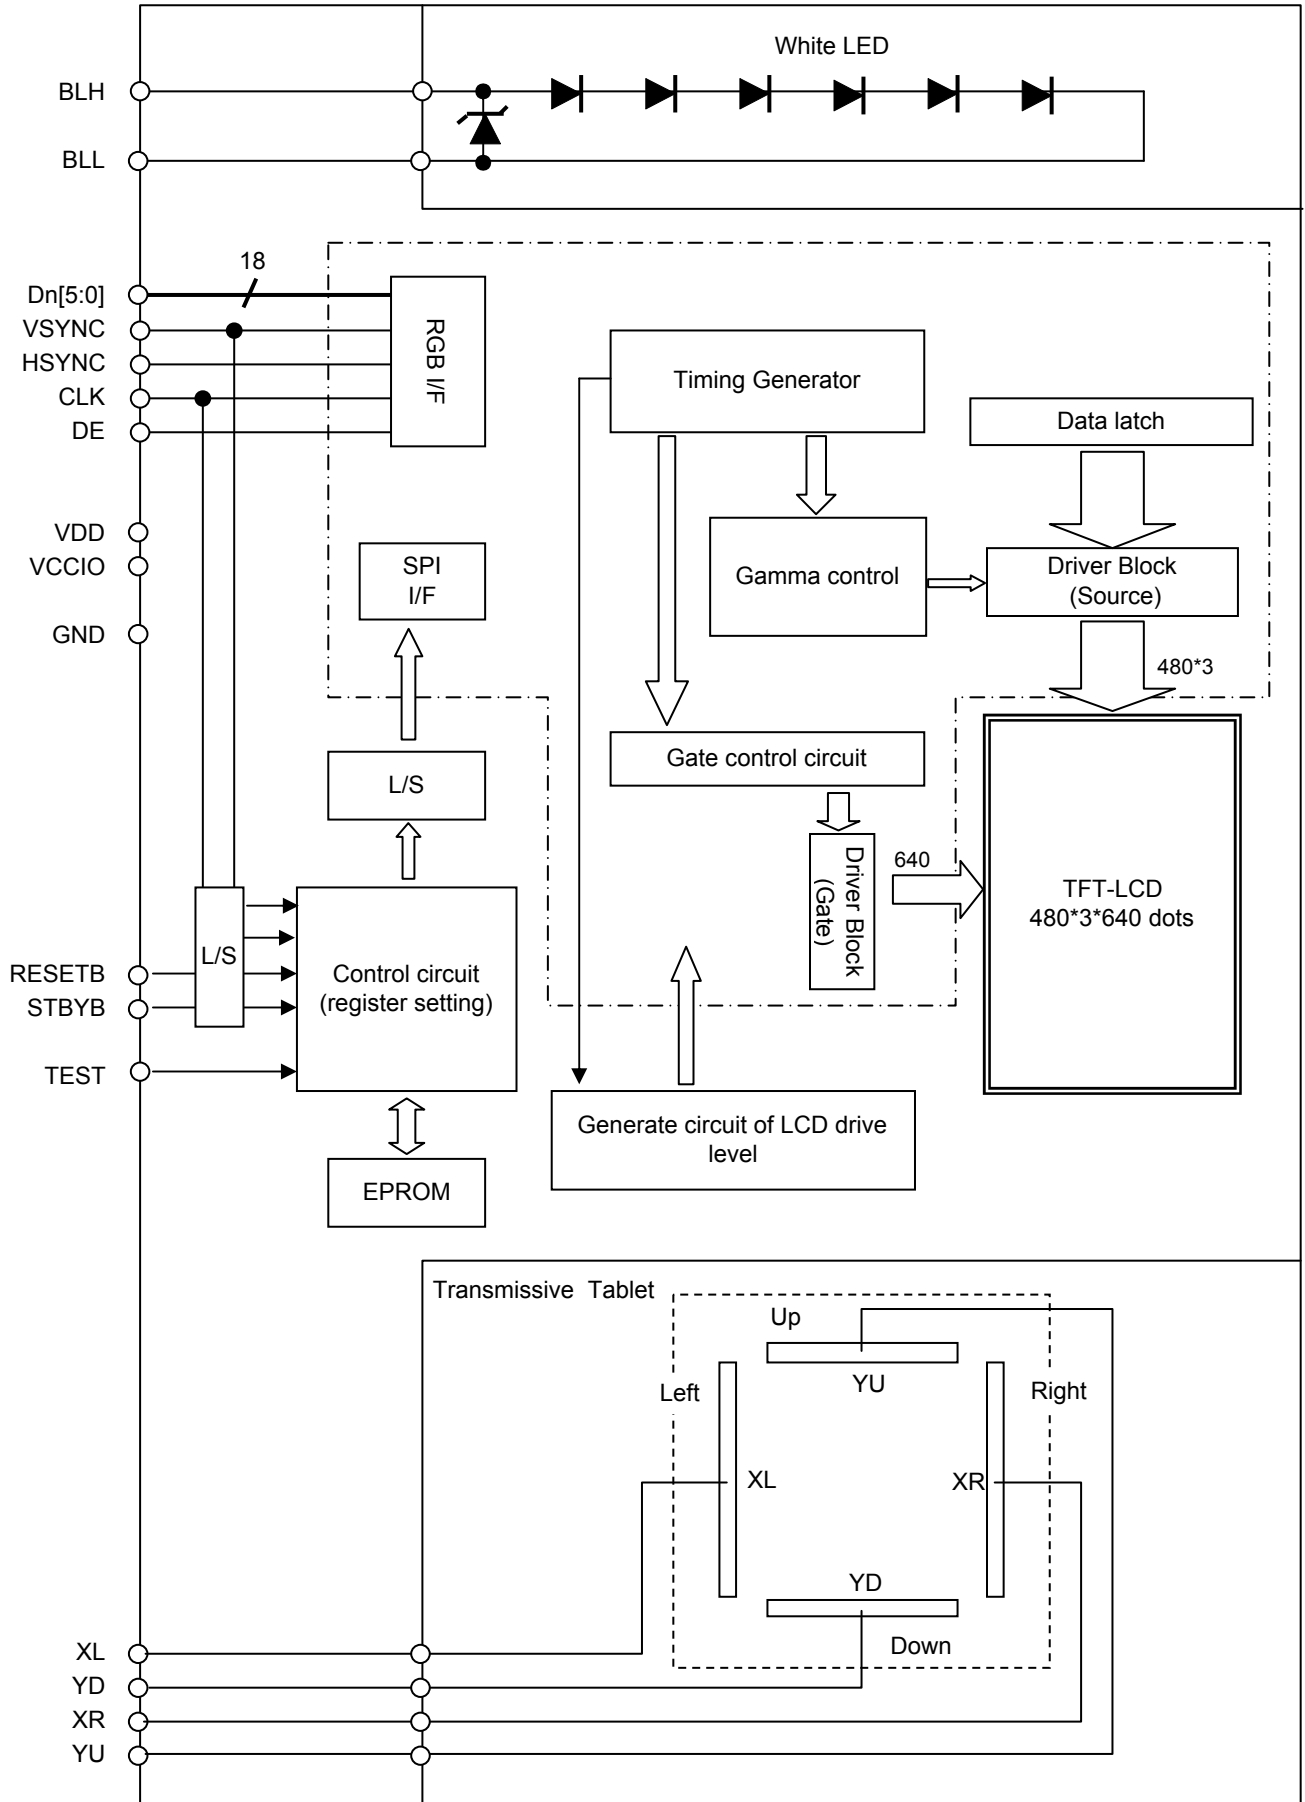 White LED
BLH
BLL
18
Dn[5:0]
VSYNC
HSYNC
CLK
DE
RGB I/F
Timing Generator
Data latch
VDD
VCCIO
GND
SPI
I/F
Gamma control
Driver Block
(Source)
480*3
Gate control circuit
L/S
Driver Block
(Gate)
640
TFT-LCD
480*3*640 dots
L/S
RESETB
STBYB
TEST
Control circuit
(register setting)
Generate circuit of LCD drive
level
EPROM
Transmissive Tablet
Up
YU
Left
Right
XL
XR
YD
Down
XL
YD
XR
YU